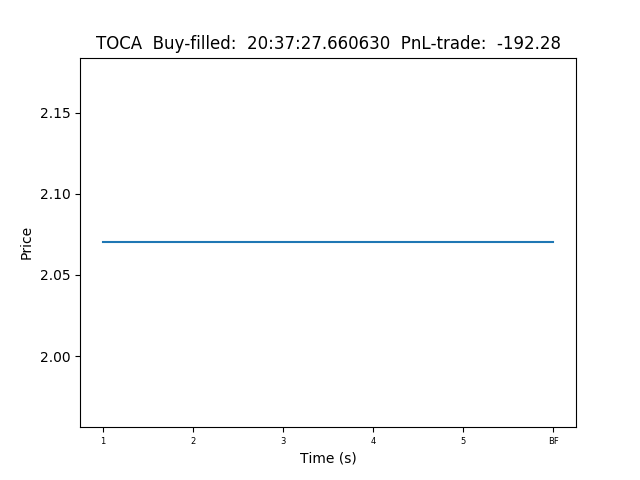 TOCA  Buy-filled:  20:37:27.660630  PnL-trade:  -192.28
Price
2.15
2.10
2.05
2.00
1 2 3 4 5 BF
Time (s)